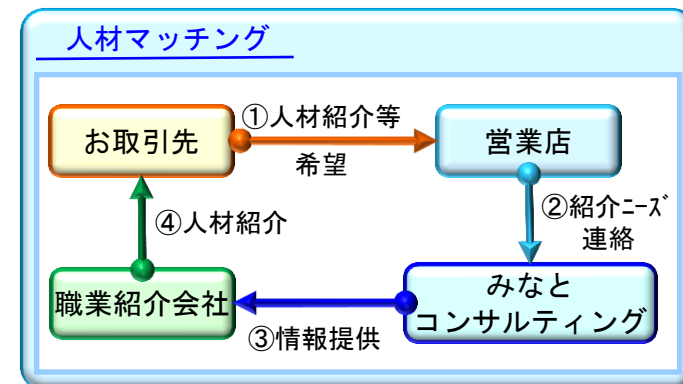 人材マッチング
お取引先
①人材紹介等
希望
営業店
②紹介ﾆｰｽﾞ
連絡
みなと
コンサルティング
③情報提供
職業紹介会社
④人材紹介